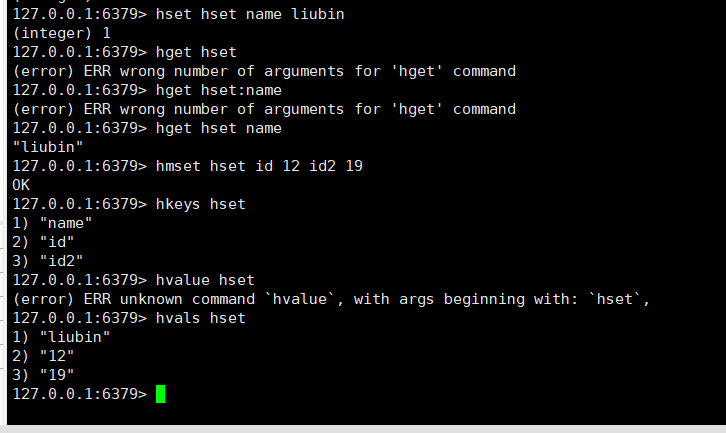 127.0.0.1:6379> hset hset name liubin
(integer) 1
127.0.0.1:6379> hget hset
(error) ERR wrong number of arguments for 'hget' command
127.0.0.1:6379> hget hset:name
(error) ERR wrong number of arguments for 'hget' command
127.0.0.1:6379> hget hset name
"liubin"
127.0.0.1:6379> hmset hset id 12 id2 19
OK
127.0.0.1:6379> hkeys hset
1) "name"
2) "id"
3) "id2"
127.0.0.1:6379> hvalue hset
(error) ERR unknown command `hvalue`, with args beginning with: `hset`,
127.0.0.1:6379> hvals hset
1) "liubin"
2) "12"
3) "19"
127.0.0.1:6379>